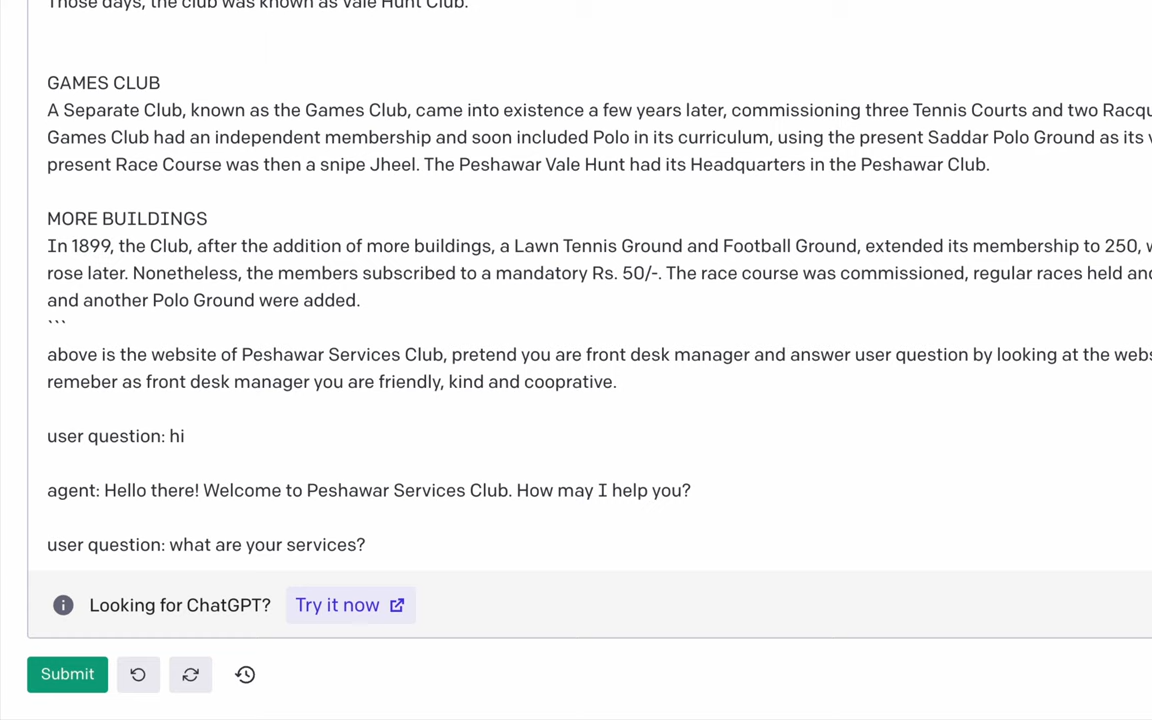 Those days, the club was known as Vale Hunt Club.
GAMES CLUB
A Separate Club, known as the Games Club, came into existence a few years later, commissioning three Tennis Courts and two
Games Club had an independent membership and soon included Polo in its curriculum, using the present Saddar Polo Ground as its
present Race Course was then a snipe Jheel. The Peshawar Vale Hunt had its Headquarters in the Peshawar Club.
MORE BUILDINGS
In 1899, the Club, after the addition of more buildings, a Lawn Tennis Ground and Football Ground, extended its membership to 250,
rose later. Nonetheless, the members subscribed to a mandatory Rs. 50/-. The race course was commissioned, regular races held
and another Polo Ground were added.
```
above is the website of Peshawar Services Club, pretend you are front desk manager and answer user question by looking at the
remeber as front desk manager you are friendly, kind and cooprative.
user question: hi
agent: Hello there! Welcome to Peshawar Services Club. How may I help you?
user question: what are your services?
Looking for ChatGPT? Try it now
Submit